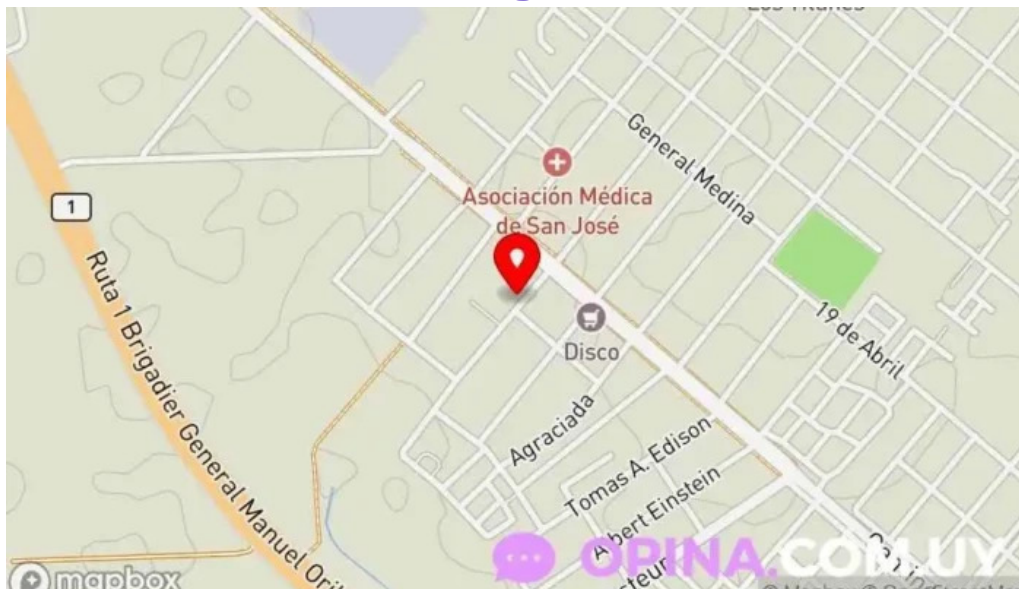 General Medina
1
Asociación Médica
de San José
Ruta 1 Brigadier General Manuel Ori
19 de Abril
Disco
Agraciada
Tomas A. Edison
Albert Einstein
OPINA.COM.UY
mapbox